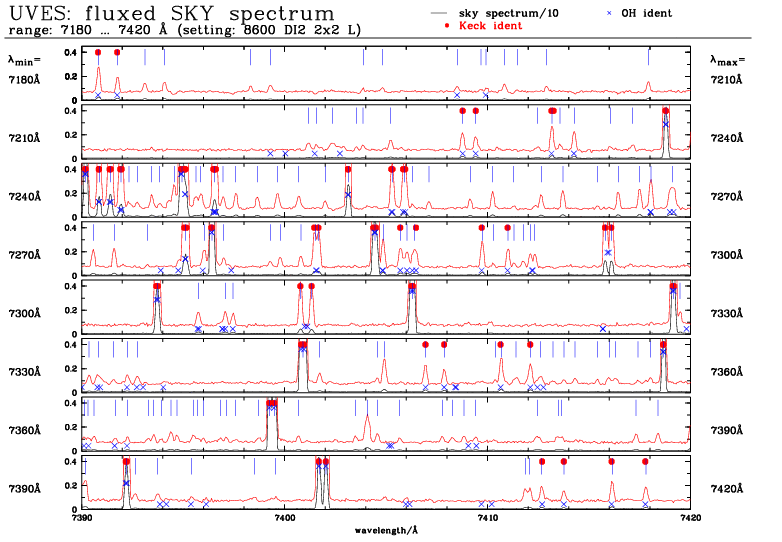 UVES: fluxed SKY spectrum
range: 7180 ... 7420 Å (setting: 8600 DI2 2x2 L)
sky spectrum/10
× OH ident
Keck ident
λmin=
λmax=
0.4
0.2
0
7180Å
7210Å
0.4
0.2
0
7210Å
7240Å
0.4
0.2
0
7240Å
7270Å
0.4
0.2
0
7270Å
7300Å
0.4
0.2
0
7300Å
7330Å
0.4
0.2
0
7330Å
7360Å
0.4
0.2
0
7360Å
7390Å
0.4
0.2
0
7390Å
7420Å
7390
7400
7410
7420
wavelength/Å